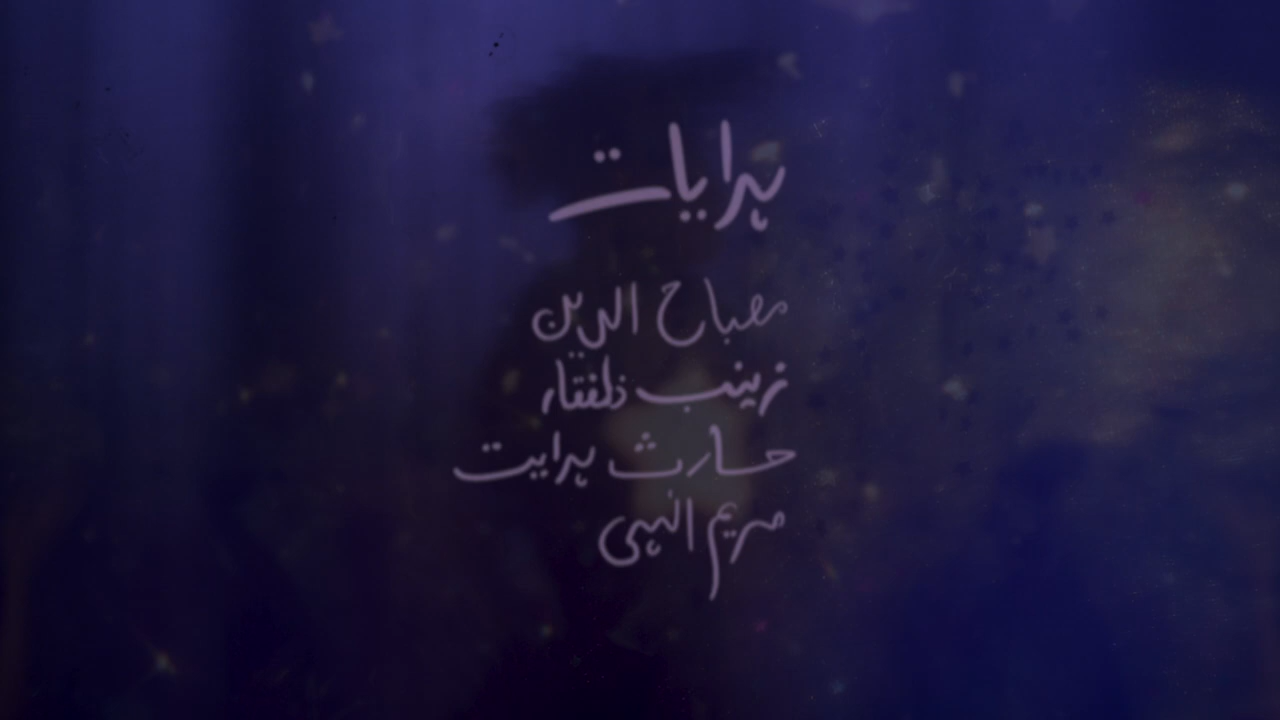 ہدایات
مصباح الدین
زینب ذلفقار
حارث ہدایت
مریم الہی